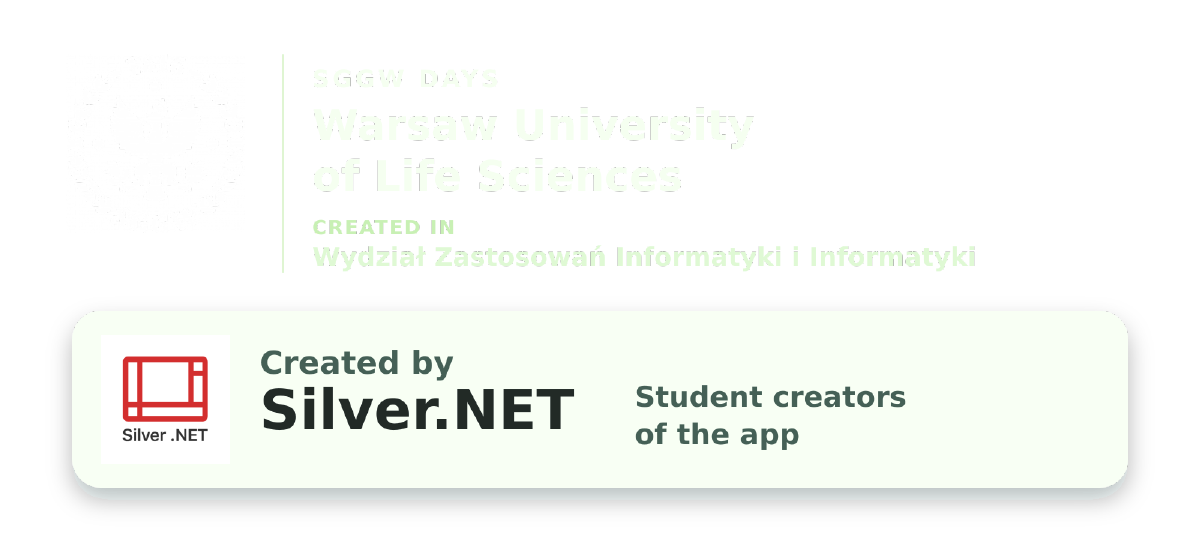 SGGW DAYS
Warsaw University
of Life Sciences
CREATED IN
Wydział Zastosowań Informatyki i Informatyki
Silver .NET
Created by
Silver.NET
Student creators
of the app